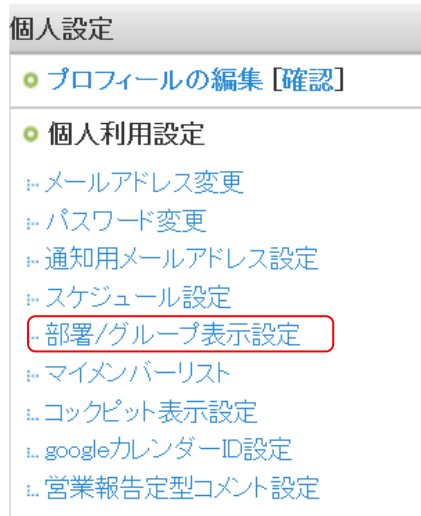 個人設定
プロフィールの編集 [確認]
個人利用設定
メールアドレス変更
パスワード変更
通知用メールアドレス設定
スケジュール設定
部署/グループ表示設定
マイメンバーリスト
コックピット表示設定
googleカレンダーID設定
営業報告定型コメント設定